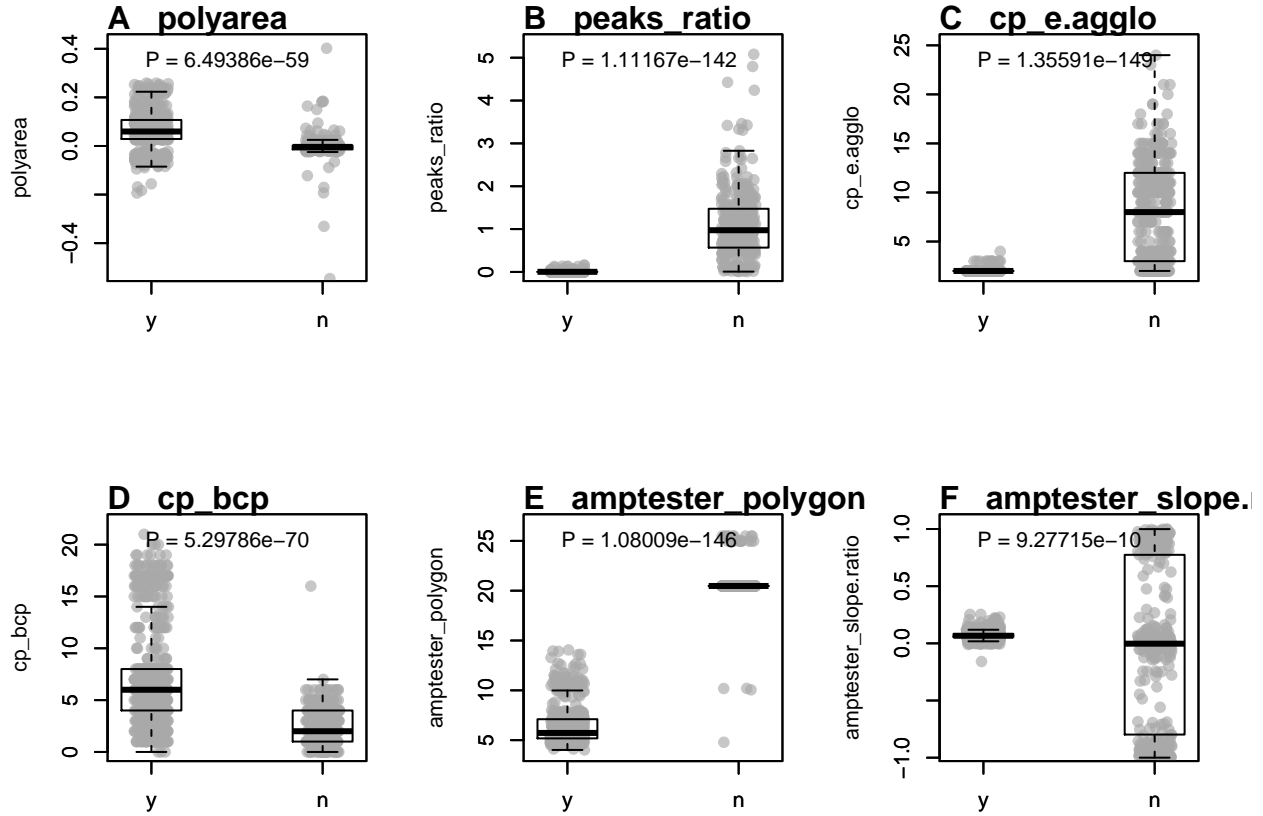 A polyarea
P = 6.49386e−59
polyarea
0.4
0.2
0.0
−0.4
y
n
B peaks_ratio
P = 1.11167e−142
peaks_ratio
5
4
3
2
1
0
y
n
C cp_e.agglo
P = 1.35591e−149
cp_e.agglo
25
20
15
10
5
y
n
D cp_bcp
P = 5.29786e−70
cp_bcp
20
15
10
5
0
y
n
E amptester_polygon
P = 1.08009e−146
amptester_polygon
25
20
15
10
5
y
n
F amptester_slope.
P = 9.27715e−10
amptester_slope.ratio
1.0
0.5
0.0
−1.0
y
n